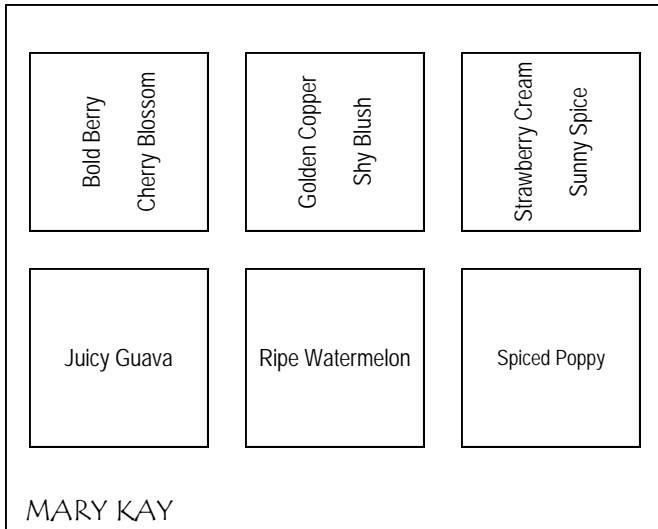 Bold Berry
Cherry Blossom
Golden Copper
Shy Blush
Strawberry Cream
Sunny Spice
Juicy Guava
Ripe Watermelon
Spiced Poppy
MARY KAY